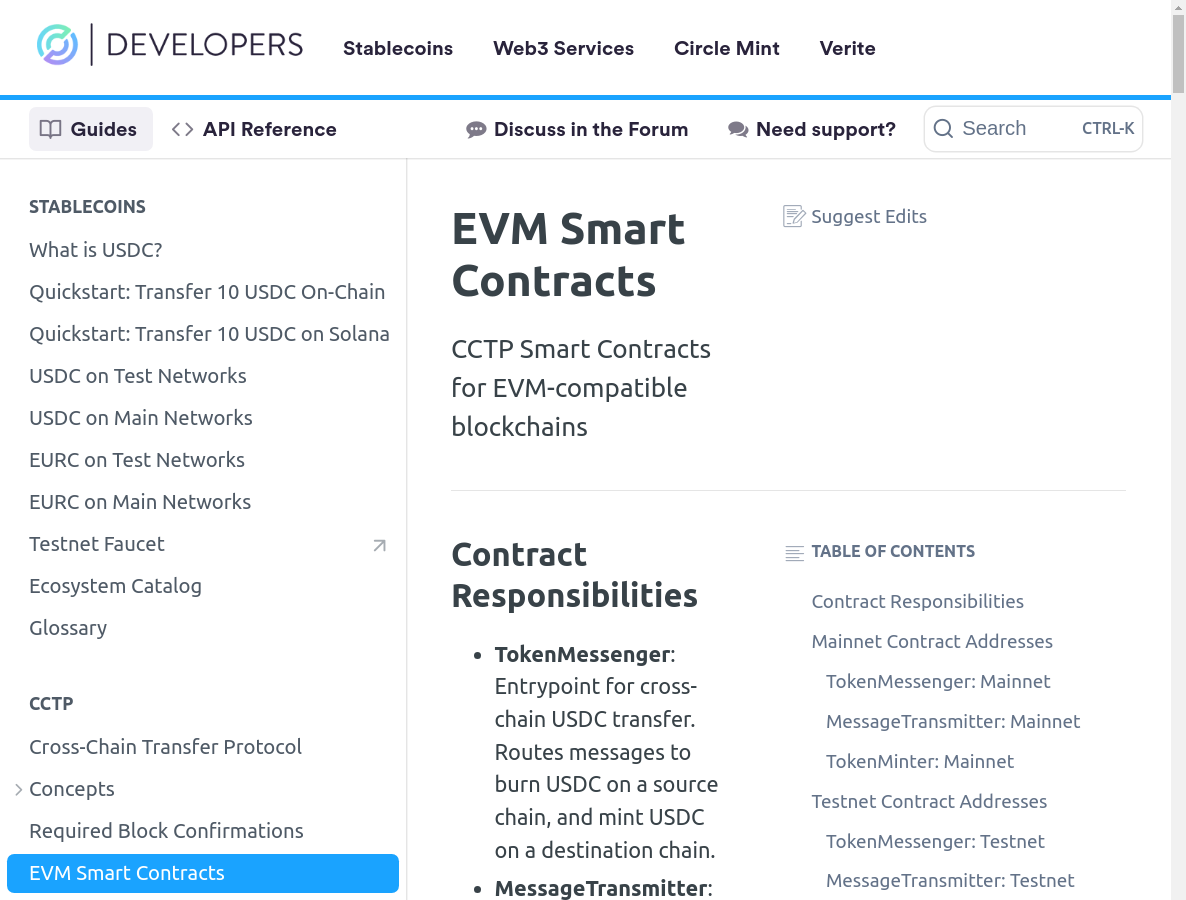 DEVELOPERS
Stablecoins
Web3 Services
Circle Mint
Verite
Guides
API Reference
Discuss in the Forum
Need support?
Search
CTRL-K
STABLECOINS
What is USDC?
Quickstart: Transfer 10 USDC On-Chain
Quickstart: Transfer 10 USDC on Solana
USDC on Test Networks
USDC on Main Networks
EURC on Test Networks
EURC on Main Networks
Testnet Faucet
Ecosystem Catalog
Glossary
CCTP
Cross-Chain Transfer Protocol
Concepts
Required Block Confirmations
EVM Smart Contracts
EVM Smart
Contracts
CCTP Smart Contracts
for EVM-compatible
blockchains
Suggest Edits
Contract
Responsibilities
• TokenMessenger:
Entrypoint for cross-
chain USDC transfer.
Routes messages to
burn USDC on a source
chain, and mint USDC
on a destination chain.
• MessageTransmitter:
TABLE OF CONTENTS
Contract Responsibilities
Mainnet Contract Addresses
TokenMessenger: Mainnet
MessageTransmitter: Mainnet
TokenMinter: Mainnet
Testnet Contract Addresses
TokenMessenger: Testnet
MessageTransmitter: Testnet